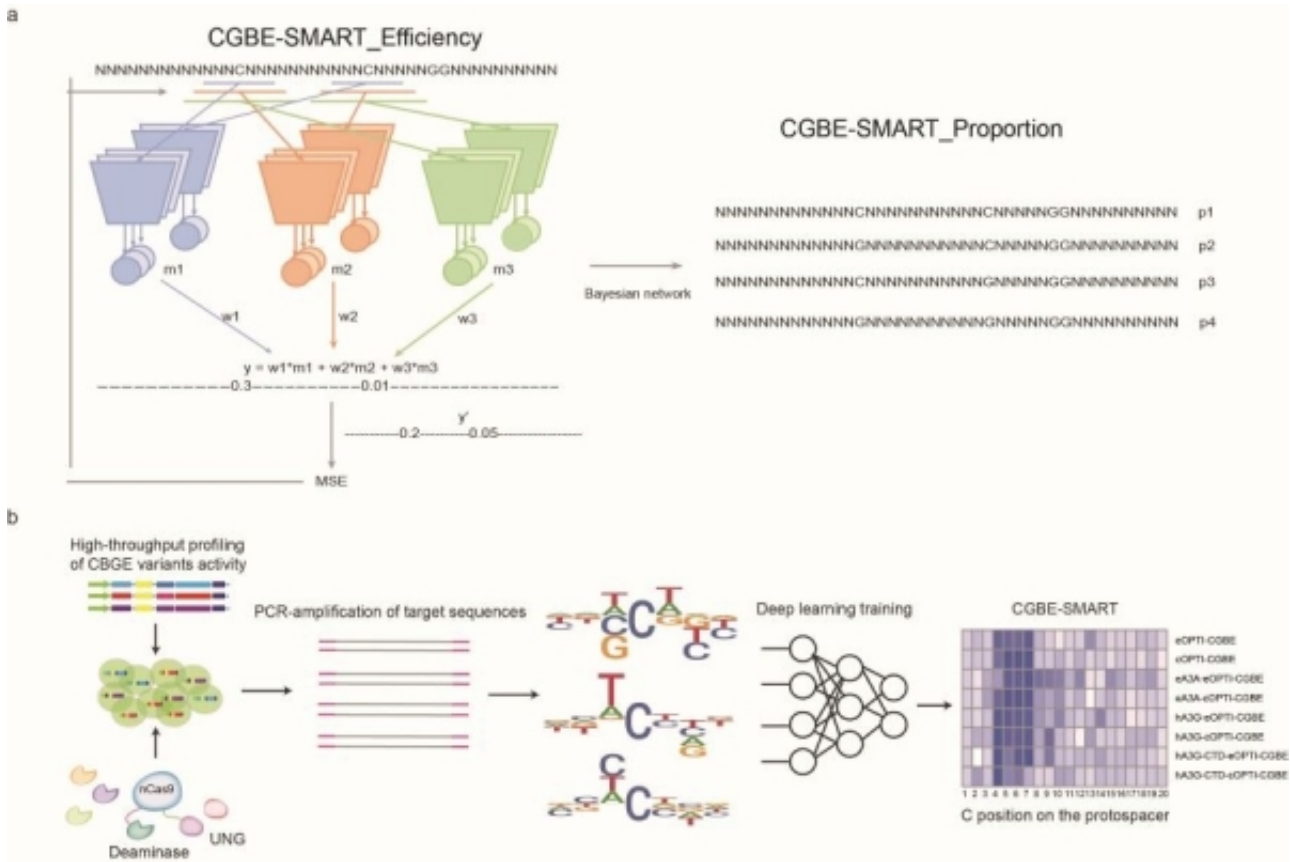 a
CGBE-SMART_Efficiency
NNNNNNNNNNNNNCNNNNNNNNNNNCNNNNNGGNNNNNNNNNN
m1
m2
m3
w1
w2
w3
y = w1*m1 + w2*m2 + w3*m3
0.3 0.01
y'
0.2 0.05
MSE
Bayesian network
CGBE-SMART_Proportion
NNNNNNNNNNNNNCNNNNNNNNNNNCNNNNNGGNNNNNNNNNN p1
NNNNNNNNNNNNNGNNNNNNNNNNNCNNNNNGGNNNNNNNNNN p2
NNNNNNNNNNNNNCNNNNNNNNNNNGNNNNNGGNNNNNNNNNN p3
NNNNNNNNNNNNNGNNNNNNNNNNNGNNNNNGGNNNNNNNNNN p4
b
High-throughput profiling
of CBGE variants activity
nCas9
UNG
Deaminase
PCR-amplification of target sequences
Deep learning training
CGBE-SMART
eOPTI-CGBE
cOPTI-CGBE
eA3A-eOPTI-CGBE
eA3A-cOPTI-CGBE
hA3G-eOPTI-CGBE
hA3G-cOPTI-CGBE
hA3G-CTD-eOPTI-CGBE
hA3G-CTD-cOPTI-CGBE
1 2 3 4 5 6 7 8 9 10 11 12 13 14 15 16 17 18 19 20
C position on the protospacer